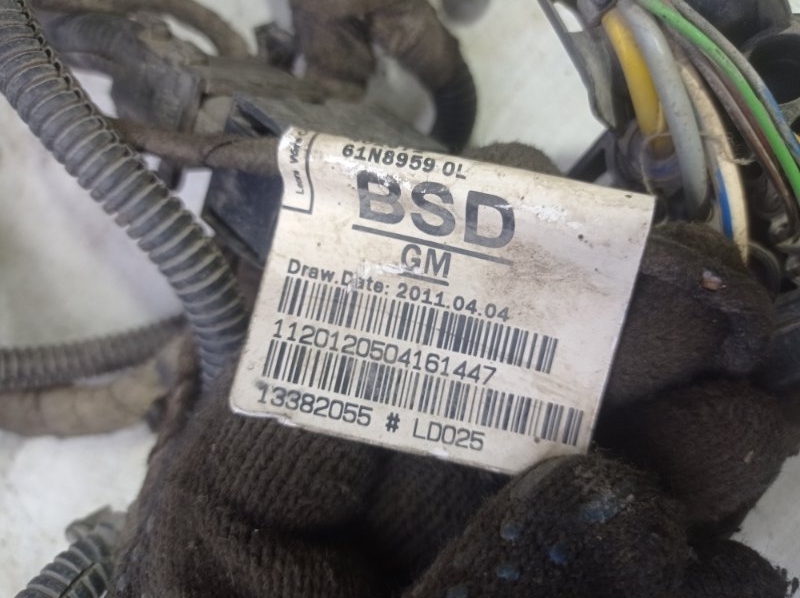 61N8959 0L
BSD
GM
Draw.Date: 2011.04.04
1120120504161447
13382055 # LD025